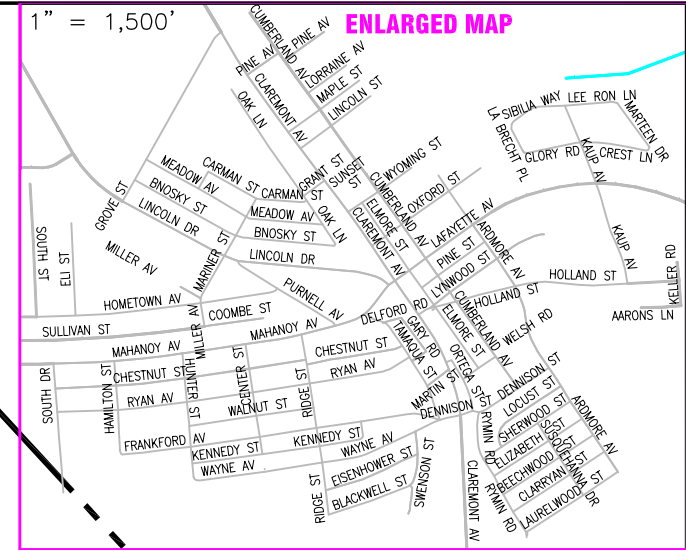 1" = 1,500'
ENLARGED MAP
CUMBERLAND AV
PINE AV
PINE AV
LORRAINE AV
MAPLE ST
LINCOLN ST
CLAREMONT AV
OAK LN
SIBILIA WAY
LEE RON LN
MARTEEN DR
LA BRECHT PL
GLORY RD
CREST LN
KAUP AV
WYOMING ST
GRANT ST
SUNSET ST
CARMAN ST
CARMAN ST
MEADOW AV
BNOSKY ST
LINCOLN DR
GROVE ST
MEADOW AV
BNOSKY ST
OAK LN
LINCOLN DR
CUMBERLAND AV
OXFORD ST
ELMORE ST
CLAREMONT AV
LAFAYETTE AV
ARDMORE AV
PINE ST
LYNWOOD ST
KAUP AV
SOUTH ST
ELI ST
MILLER AV
MARINER ST
PURNELL AV
HOLLAND ST
KELLER RD
AARONS LN
HOMETOWN AV
COOMBE ST
SULLIVAN ST
MILLER AV
MAHANOY AV
DELFORD RD
HOLLAND ST
CUMBERLAND AV
ELMORE ST
WELSH RD
GARY RD
TAMAQUA ST
MAHANOY AV
CHESTNUT ST
RYAN AV
CHESTNUT ST
RYAN AV
SOUTH DR
HAMILTON ST
HUNTER ST
CENTER ST
RIDGE ST
WALNUT ST
MARTIN ST
ORTEGA ST
DENNISON ST
DENNISON ST
LOCUST ST
SHERWOOD ST
ELIZABETH ST
BEECHWOOD ST
CLARRYAN ST
LAURELWOOD ST
SUSQUEHANNA DR
ARDMORE AV
RYMIN RD
RYMIN RD
FRANKFORD AV
KENNEDY ST
KENNEDY ST
WAYNE AV
WAYNE AV
EISENHOWER ST
BLACKWELL ST
RIDGE ST
SWENSON ST
CLAREMONT AV